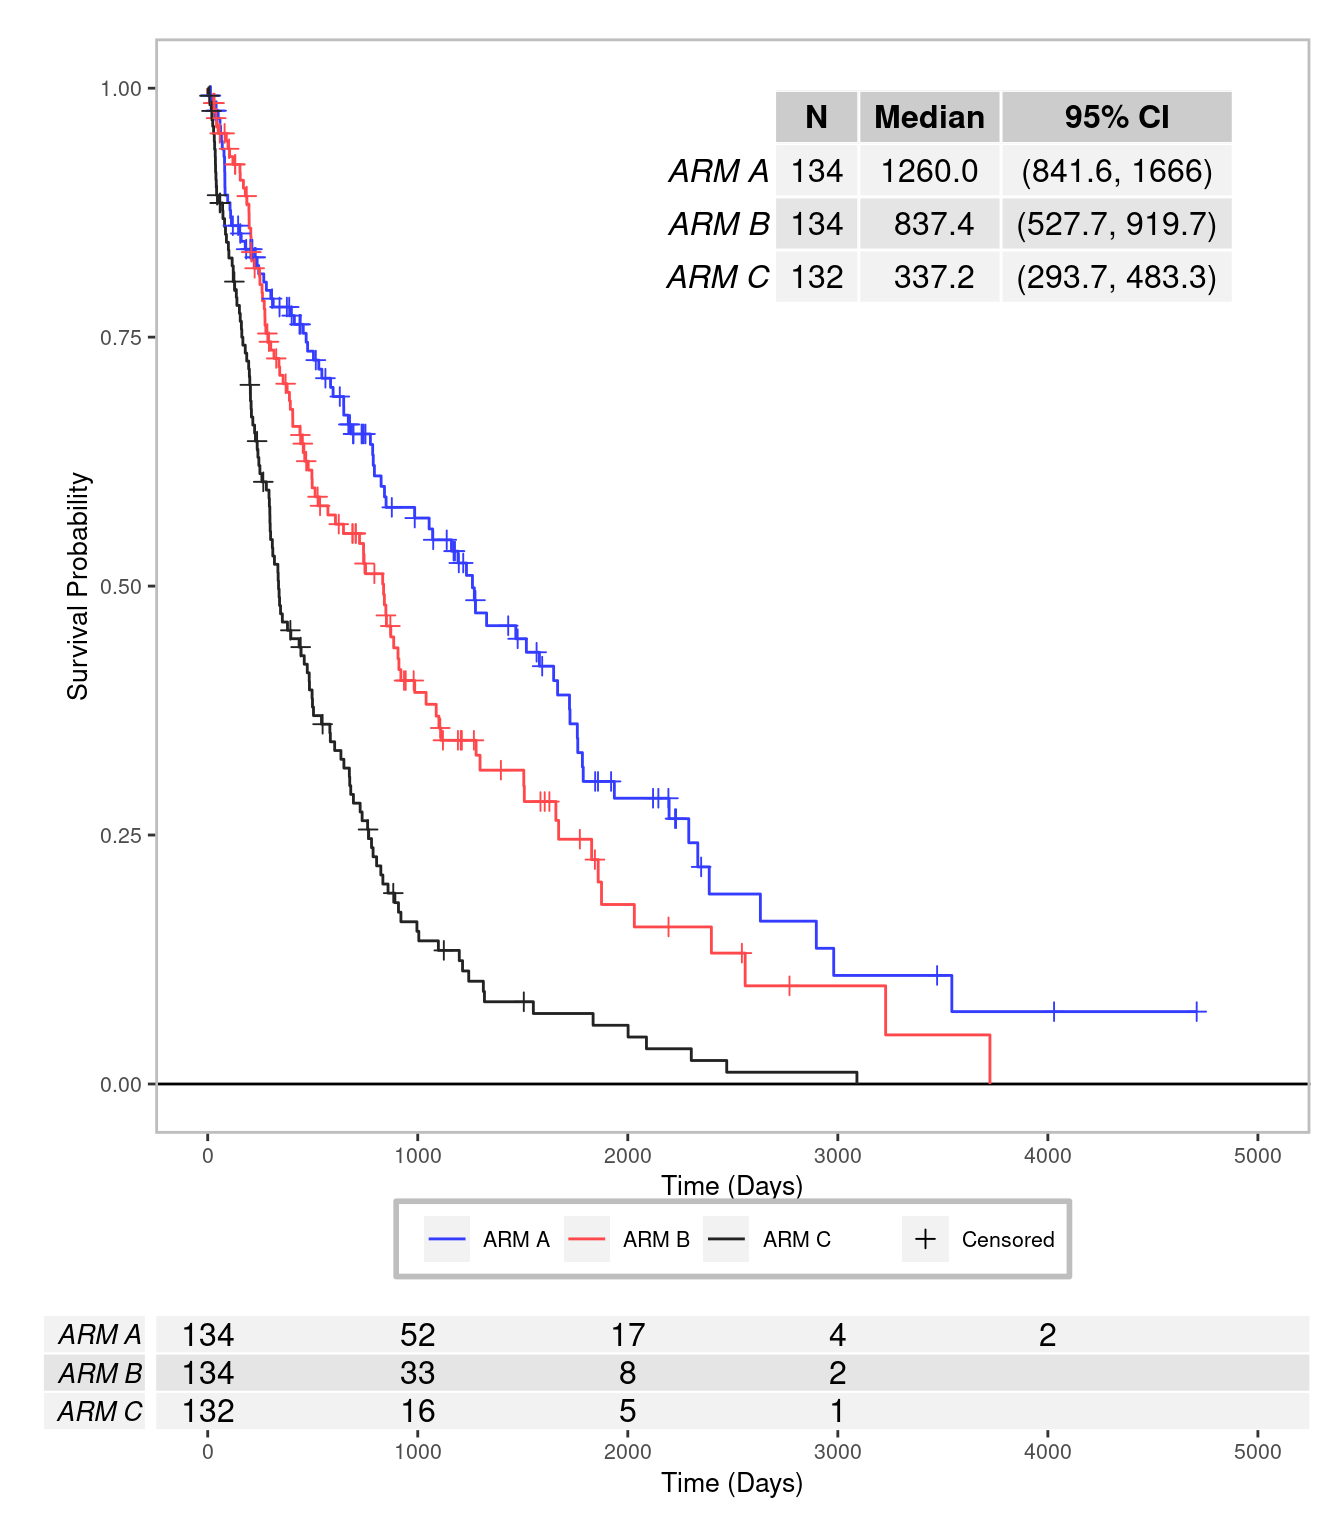 1.00
0.75
0.50
0.25
0.00
Survival Probability
N Median 95% CI
ARM A 134 1260.0 (841.6, 1666)
ARM B 134 837.4 (527.7, 919.7)
ARM C 132 337.2 (293.7, 483.3)
0 1000 2000 3000 4000 5000
Time (Days)
ARM A ARM B ARM C Censored
ARM A 134 52 17 4 2
ARM B 134 33 8 2
ARM C 132 16 5 1
0 1000 2000 3000 4000 5000
Time (Days)